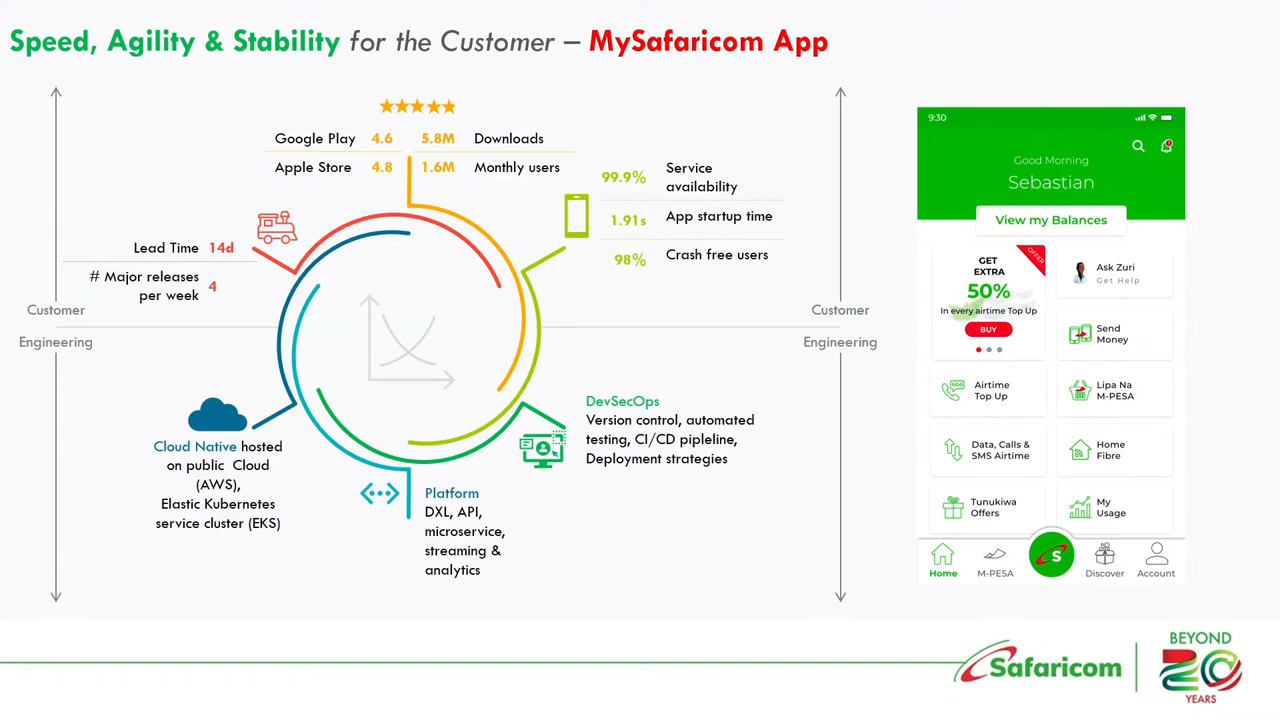 Speed, Agility & Stability for the Customer – MySafaricom App
Google Play 4.6 5.8M Downloads
Apple Store 4.8 1.6M Monthly users
99.9% Service
availability
1.91s App startup time
98% Crash free users
Lead Time 14d
# Major releases
per week 4
Customer
Engineering
Customer
Engineering
Cloud Native hosted
on public Cloud
(AWS),
Elastic Kubernetes
service cluster (EKS)
Platform
DXL, API,
microservice,
streaming &
analytics
DevSecOps
Version control, automated
testing, CI/CD pipleline,
Deployment strategies
9:30
1
Good Morning
Sebastian
View my Balances
OFFER
GET
EXTRA
50%
In every airtime Top Up
BUY
Ask Zuri
Get Help
Send
Money
Airtime
Top Up
Lipa Na
M-PESA
Data, Calls &
SMS Airtime
Home
Fibre
Tunukiwa
Offers
My
Usage
S
Home
M-PESA
Discover
Account
Safaricom
BEYOND
20
YEARS